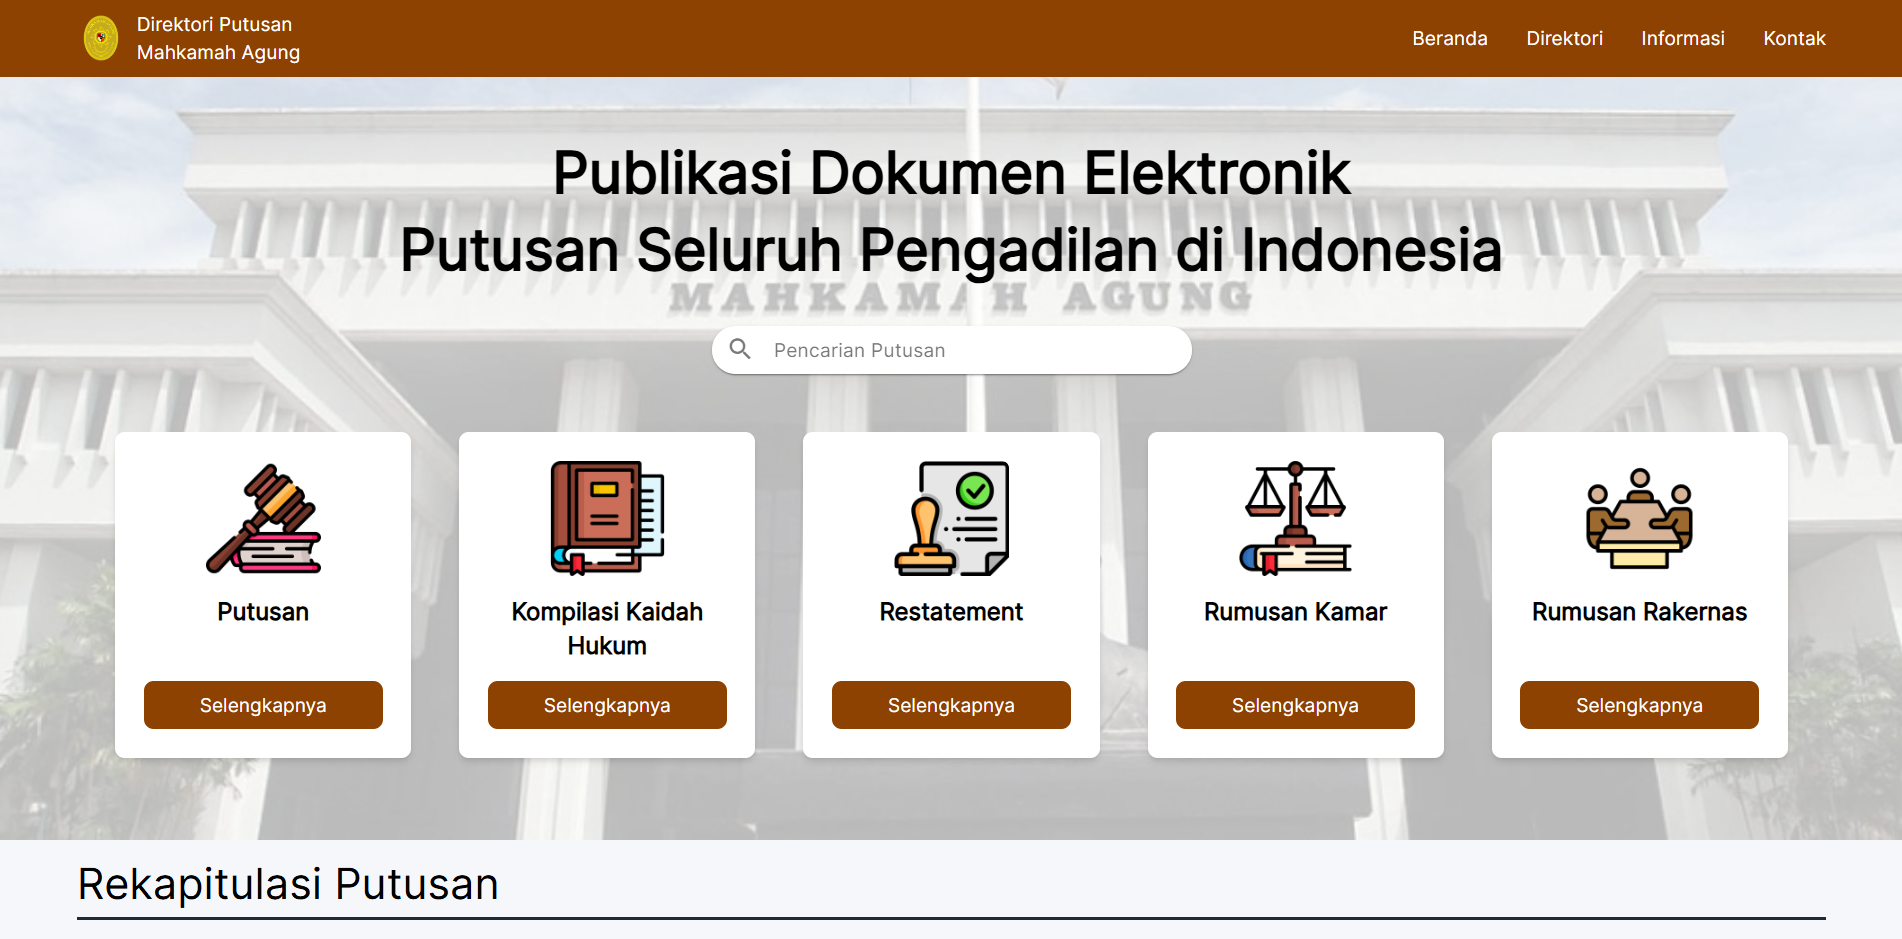 Direktori Putusan
Mahkamah Agung
Beranda
Direktori
Informasi
Kontak
Publikasi Dokumen Elektronik
Putusan Seluruh Pengadilan di Indonesia
MAHKAMAH AGUNG
Pencarian Putusan
Putusan
Selengkapnya
Kompilasi Kaidah
Hukum
Selengkapnya
Restatement
Selengkapnya
Rumusan Kamar
Selengkapnya
Rumusan Rakernas
Selengkapnya
Rekapitulasi Putusan